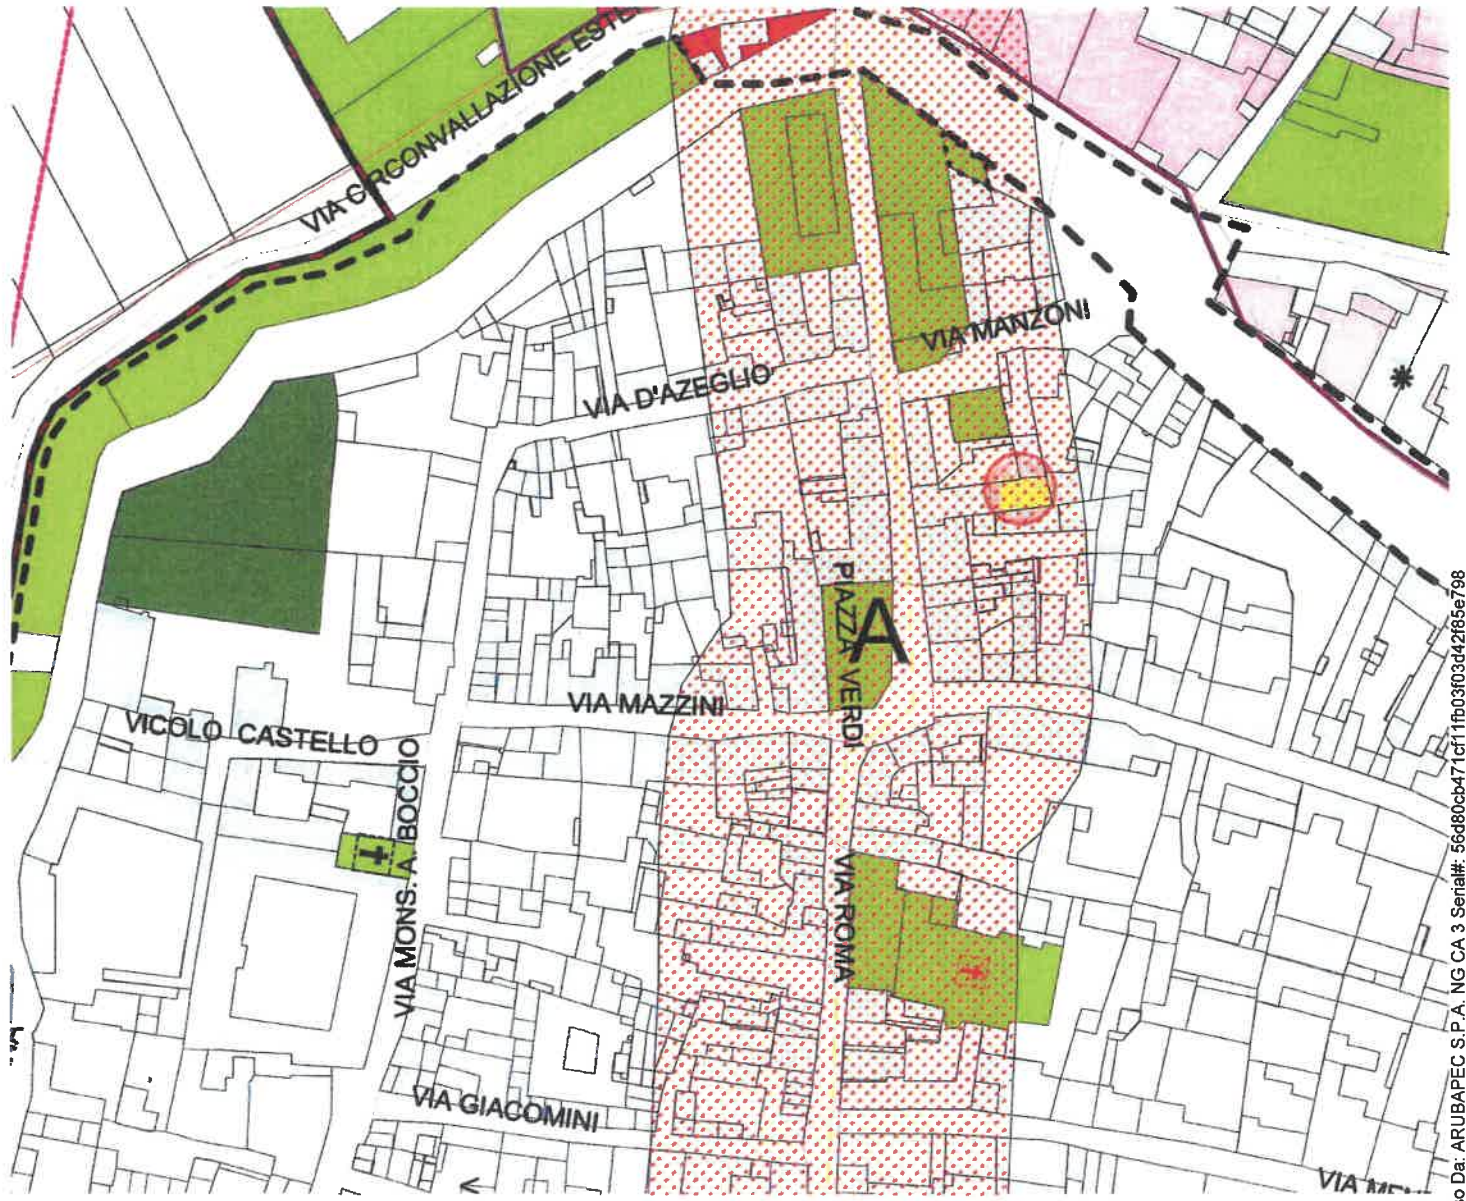 VIA CIRCONVALLAZIONE
VIA MANZONI
VIA D'AZEGLIO
PIAZZA VERDI
A
VIA MAZZINI
VICOLO CASTELLO
VIA MONS. A. BOCCIO
VIA ROMA
VIA GIACOMINI
VIA
Da: ARUBAPEC S.P.A. NG CA 3 Serial#: 56d80cb471cf11fb03f03d42f85e798